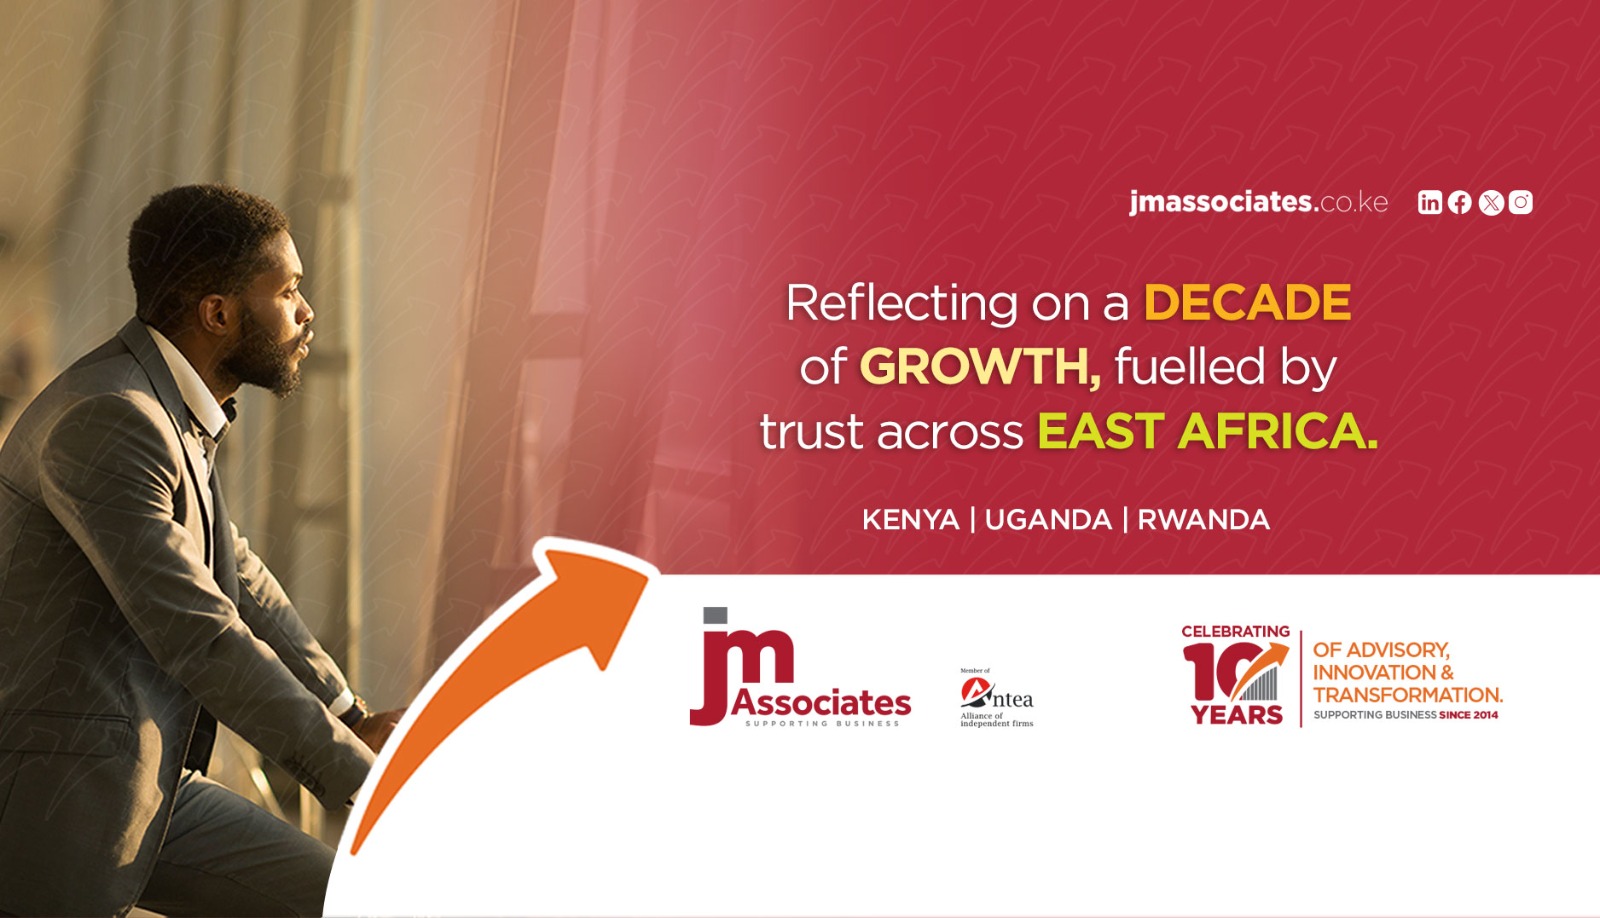 jmassociates.co.ke
Reflecting on a DECADE
of GROWTH, fuelled by
trust across EAST AFRICA.
KENYA | UGANDA | RWANDA
jm
Associates
SUPPORTING BUSINESS
Member of
Antea
Alliance of
independent firms
CELEBRATING
10
YEARS
OF ADVISORY,
INNOVATION &
TRANSFORMATION.
SUPPORTING BUSINESS SINCE 2014